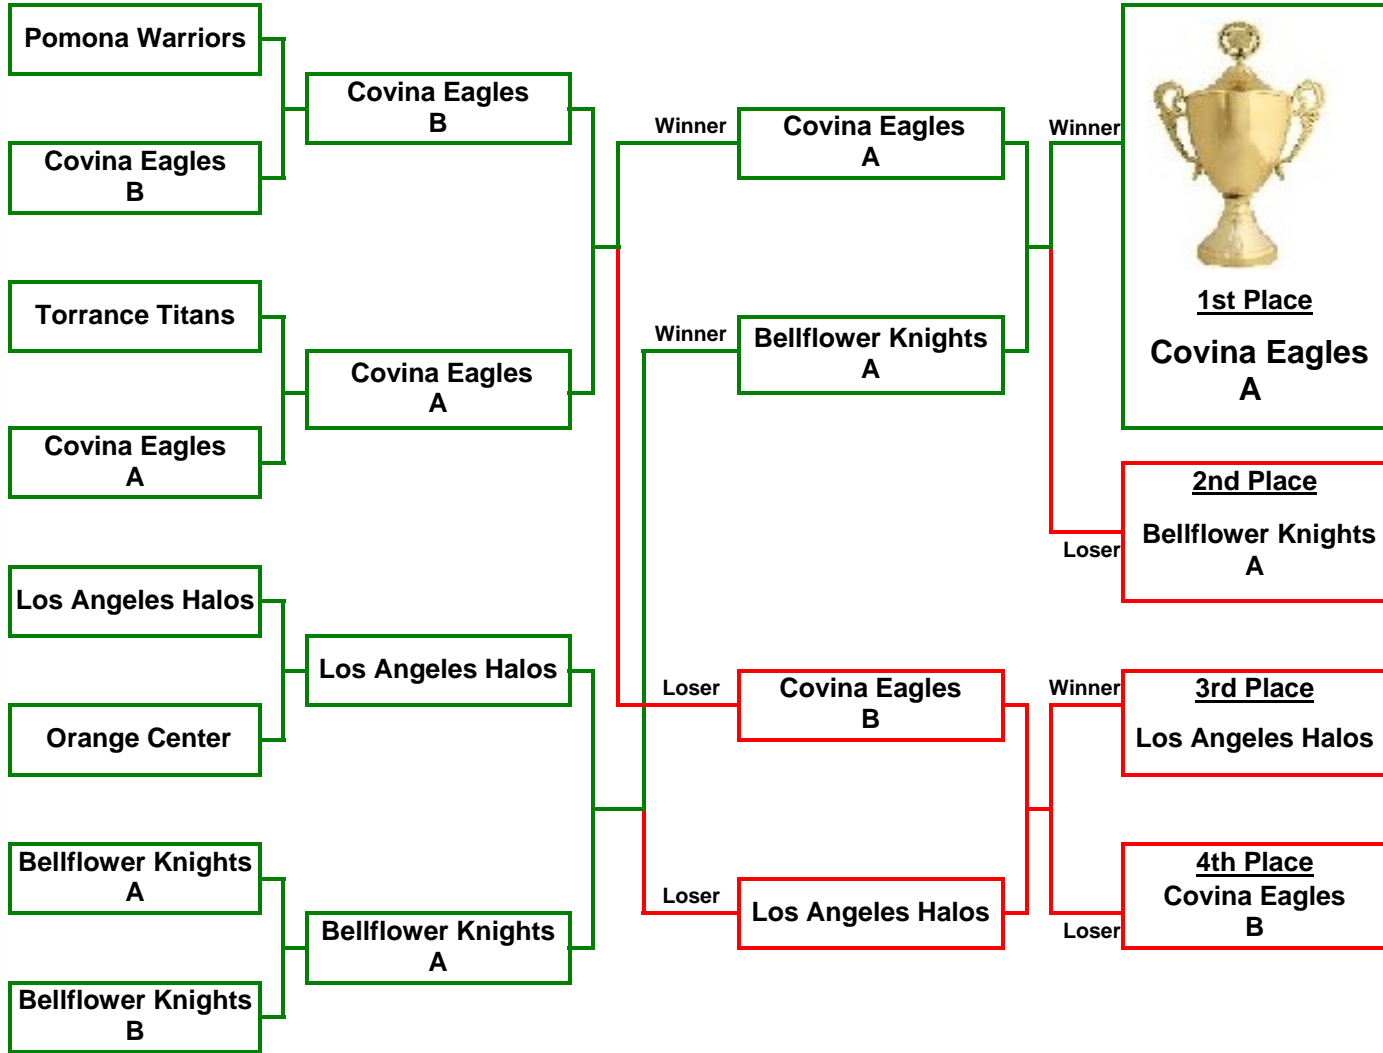 Pomona Warriors
Covina Eagles
B
Torrance Titans
Covina Eagles
A
Los Angeles Halos
Orange Center
Bellflower Knights
A
Bellflower Knights
B
Covina Eagles
B
Covina Eagles
A
Los Angeles Halos
Bellflower Knights
A
Winner
Covina Eagles
A
Winner
Bellflower Knights
A
Loser
Covina Eagles
B
Loser
Los Angeles Halos
Winner
1st Place
Covina Eagles
A
Loser
2nd Place
Bellflower Knights
A
Winner
3rd Place
Los Angeles Halos
Loser
4th Place
Covina Eagles
B